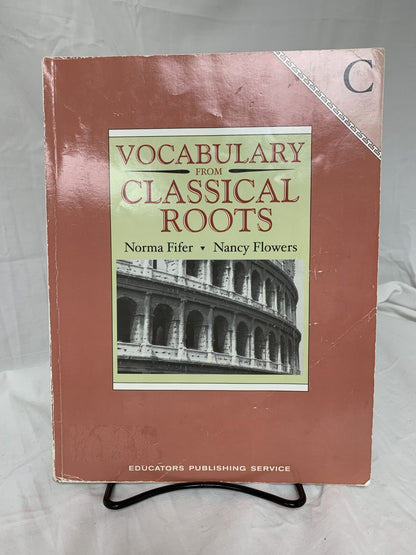 C
VOCABULARY
FROM
CLASSICAL
ROOTS
Norma Fifer ▾ Nancy Flowers
EDUCATORS PUBLISHING SERVICE